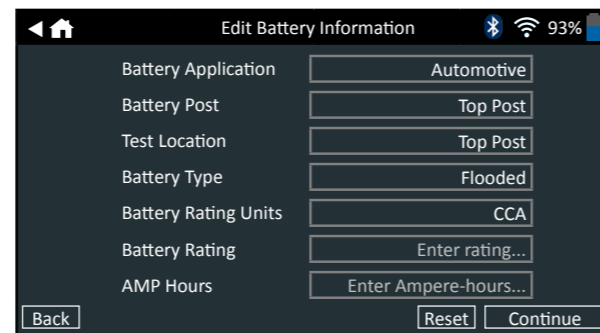 Edit Battery Information 93%
Battery Application Automotive
Battery Post Top Post
Test Location Top Post
Battery Type Flooded
Battery Rating Units CCA
Battery Rating Enter rating...
AMP Hours Enter Ampere-hours...
Back Reset Continue